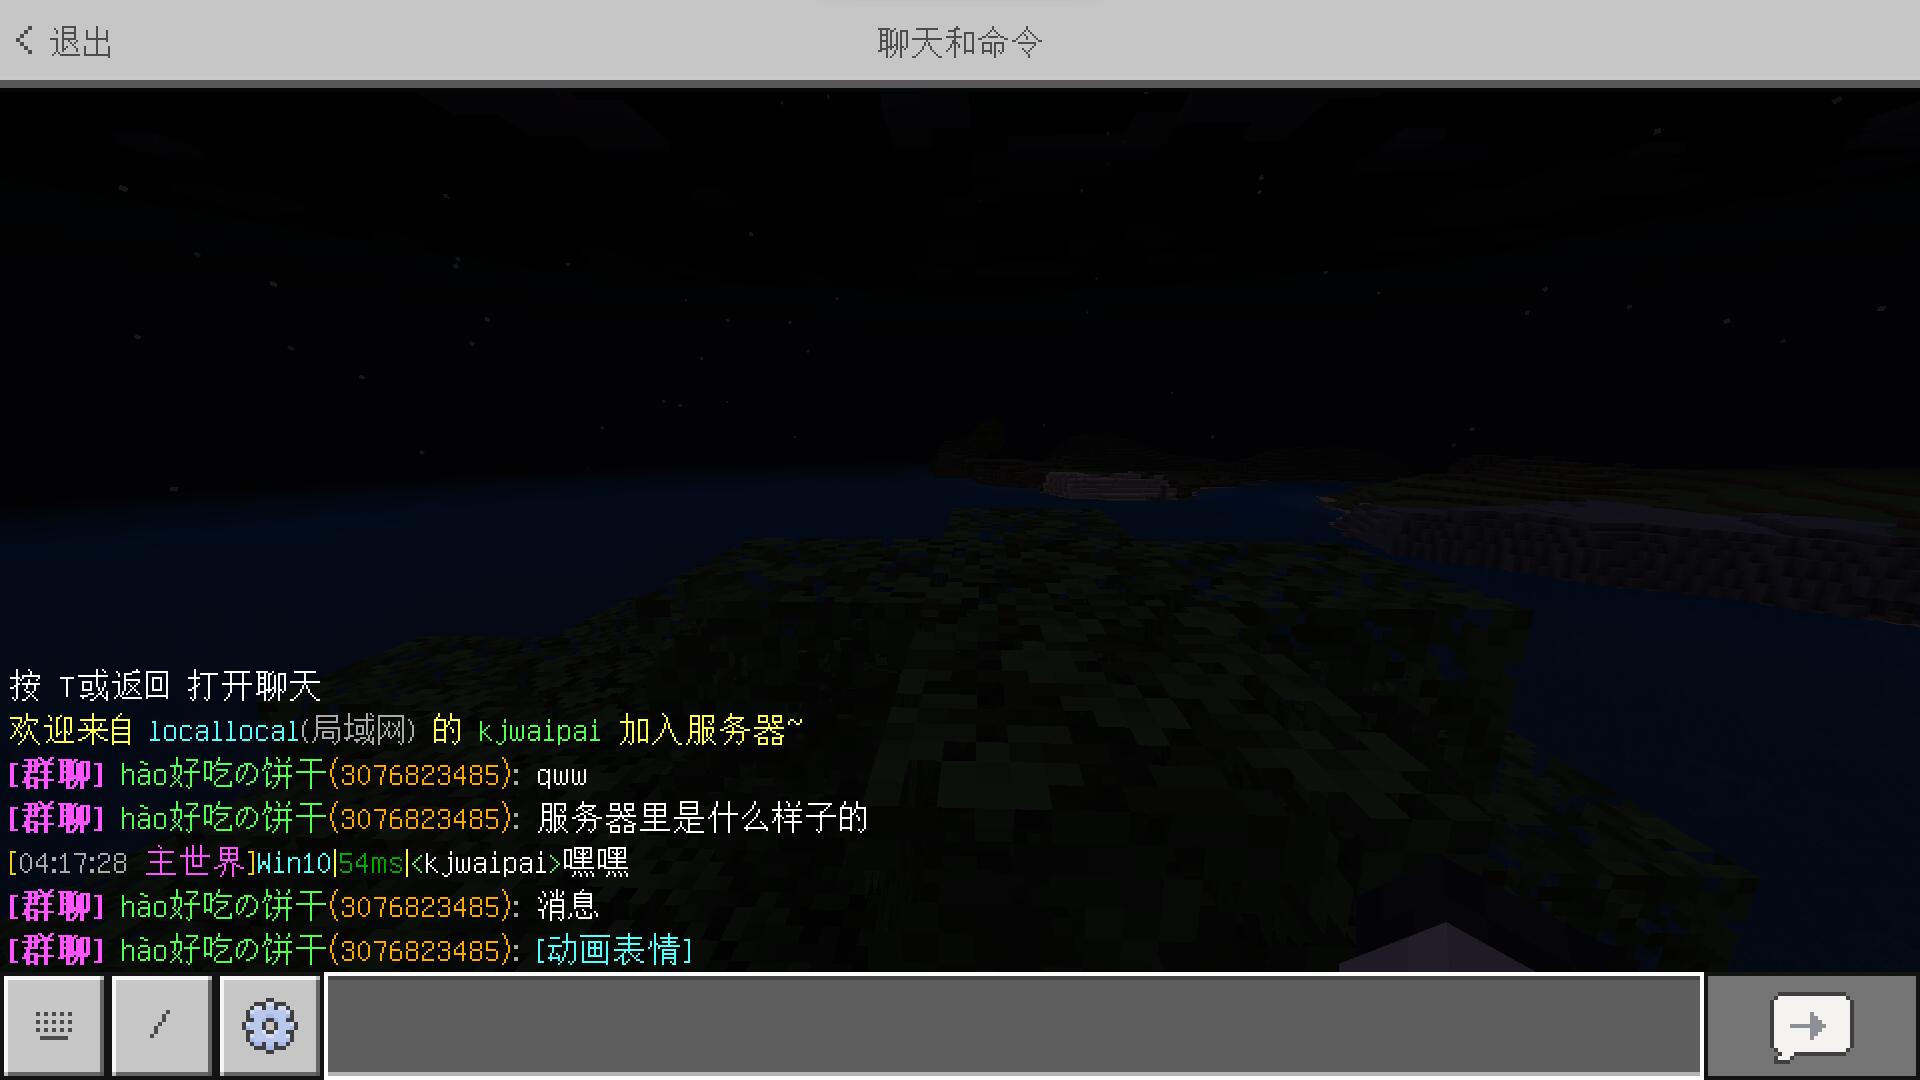 退出
聊天和命令
按 T或返回 打开聊天
欢迎来自 locallocal(局域网) 的 kjwaipai 加入服务器~
[群聊] hào好吃の饼干(3076823485): qww
[群聊] hào好吃の饼干(3076823485): 服务器里是什么样子的
[04:17:28 主世界]Win10|54ms|<kjwaipai>嘿嘿
[群聊] hào好吃の饼干(3076823485): 消息
[群聊] hào好吃の饼干(3076823485): [动画表情]
/